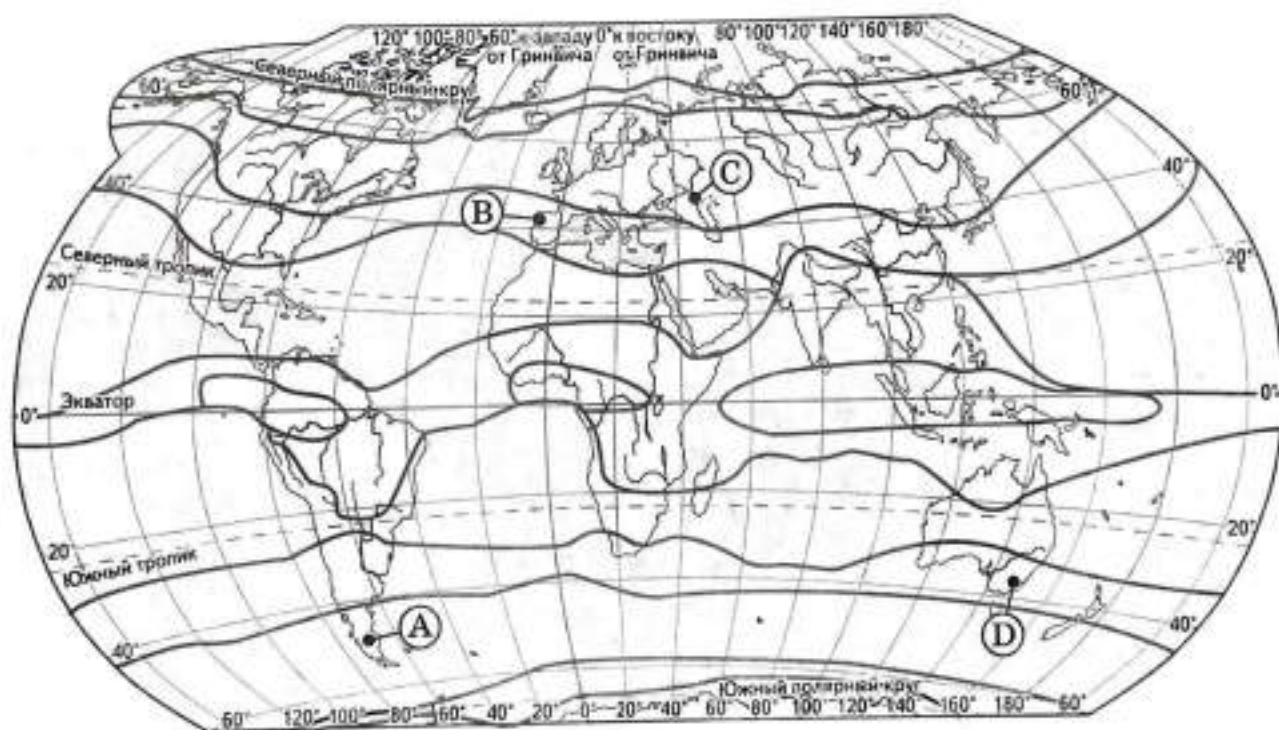 120° 100° 80° 60° к западу 0° к востоку 80° 100° 120° 140° 160° 180°
от Гринвича от Гринвича
Северный полярный круг
60°
60°
40°
40°
C
B
Северный тропик
20°
20°
Экватор
0°
0°
20°
20°
Южный тропик
40°
40°
A
D
Южный полярный круг
60° 120° 100° 80° 60° 40° 20° 0° 20° 40° 60° 80° 100° 120° 140° 160° 180° 60°